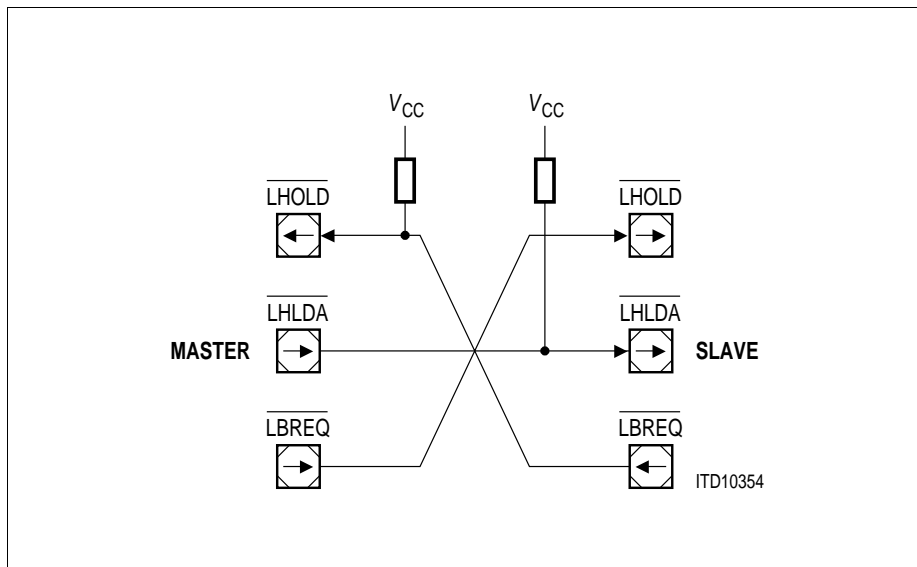 VCC VCC
LHOLD LHOLD
LHLDA LHLDA
MASTER SLAVE
LBREQ LBREQ
ITD10354